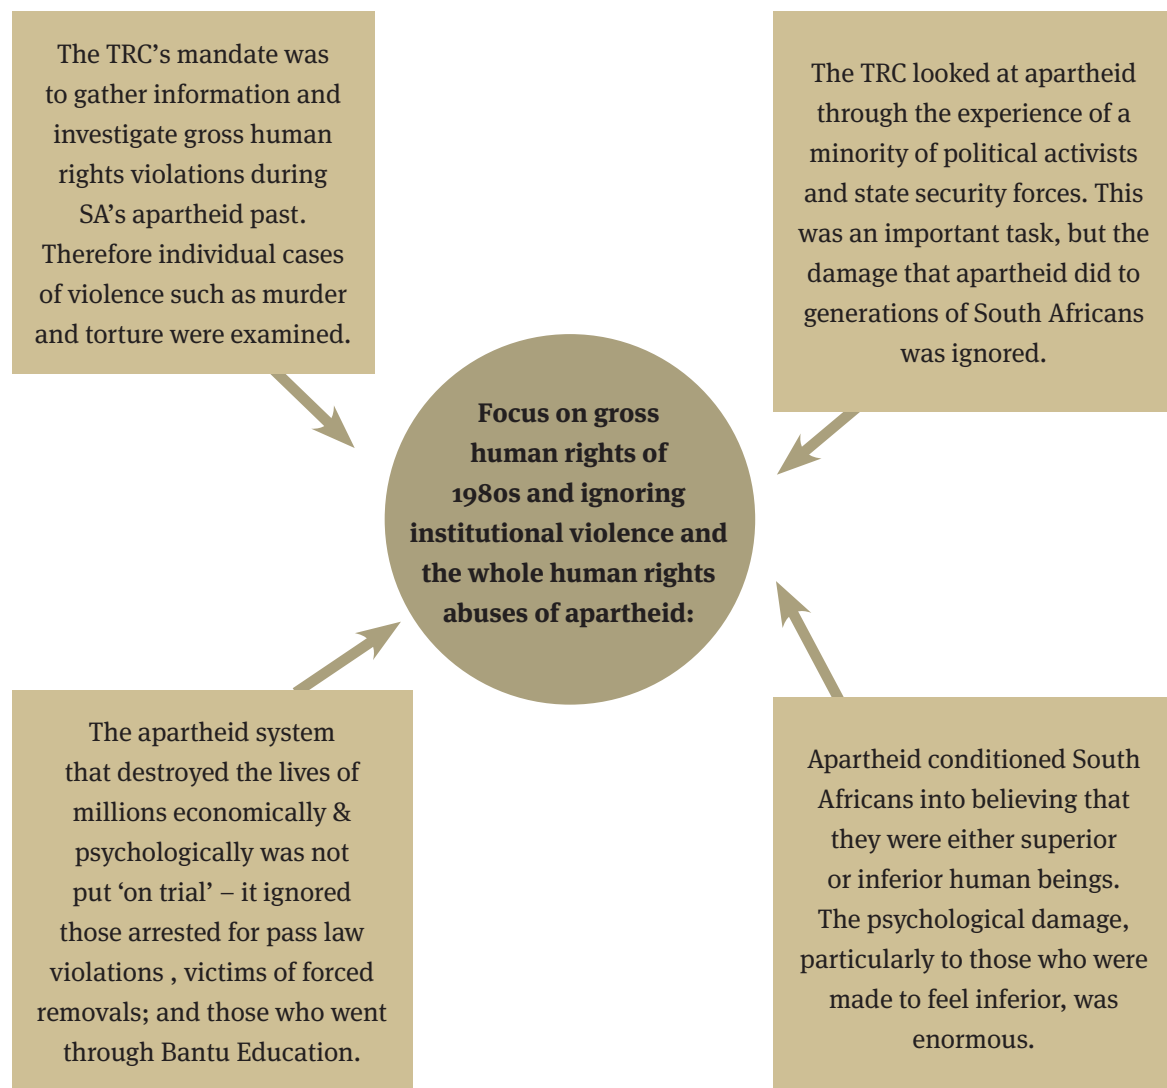 The TRC’s mandate was
to gather information and
investigate gross human
rights violations during
SA’s apartheid past.
Therefore individual cases
of violence such as murder
and torture were examined.
The TRC looked at apartheid
through the experience of a
minority of political activists
and state security forces. This
was an important task, but the
damage that apartheid did to
generations of South Africans
was ignored.
Focus on gross
human rights of
1980s and ignoring
institutional violence and
the whole human rights
abuses of apartheid:
The apartheid system
that destroyed the lives of
millions economically &
psychologically was not
put ‘on trial’ – it ignored
those arrested for pass law
violations , victims of forced
removals; and those who went
through Bantu Education.
Apartheid conditioned South
Africans into believing that
they were either superior
or inferior human beings.
The psychological damage,
particularly to those who were
made to feel inferior, was
enormous.